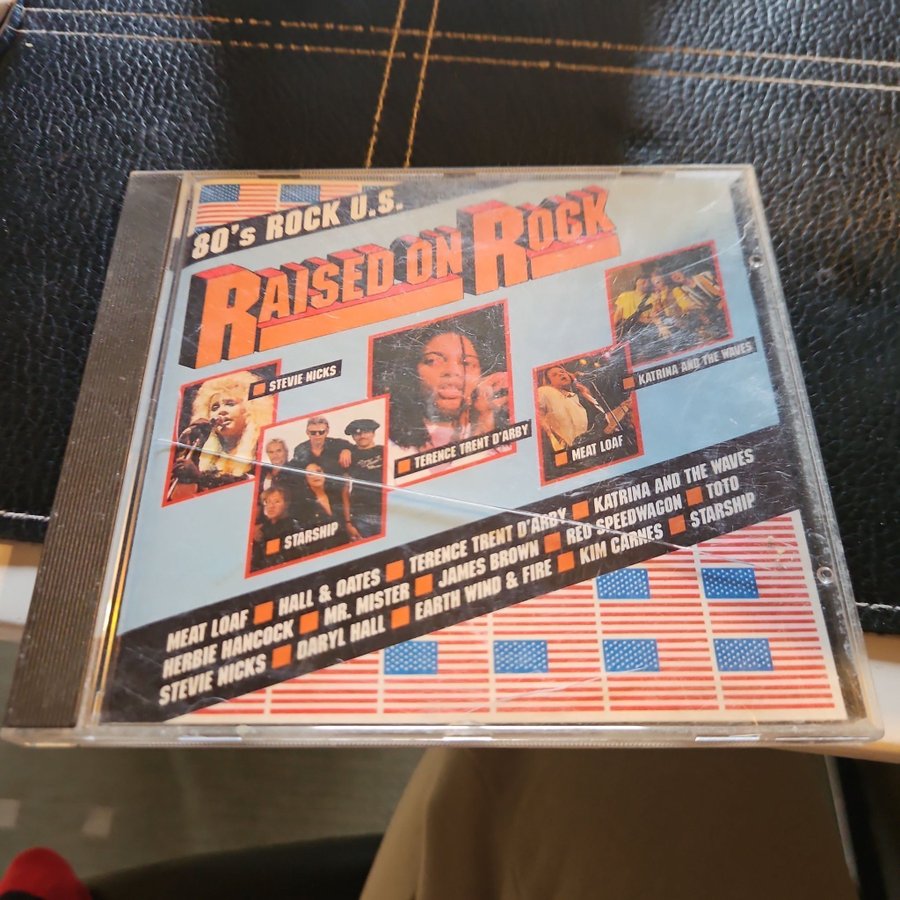 80's ROCK U.S.
RAISED ON ROCK
STEVIE NICKS
STARSHIP
TERENCE TRENT D'ARBY
MEAT LOAF
KATRINA AND THE WAVES
MEAT LOAF HALL & OATES TERENCE TRENT D'ARBY KATRINA AND THE WAVES
HERBIE HANCOCK MR. MISTER JAMES BROWN REO SPEEDWAGON TOTO
STEVIE NICKS DARYL HALL EARTH WIND & FIRE KIM CARNES STARSHIP